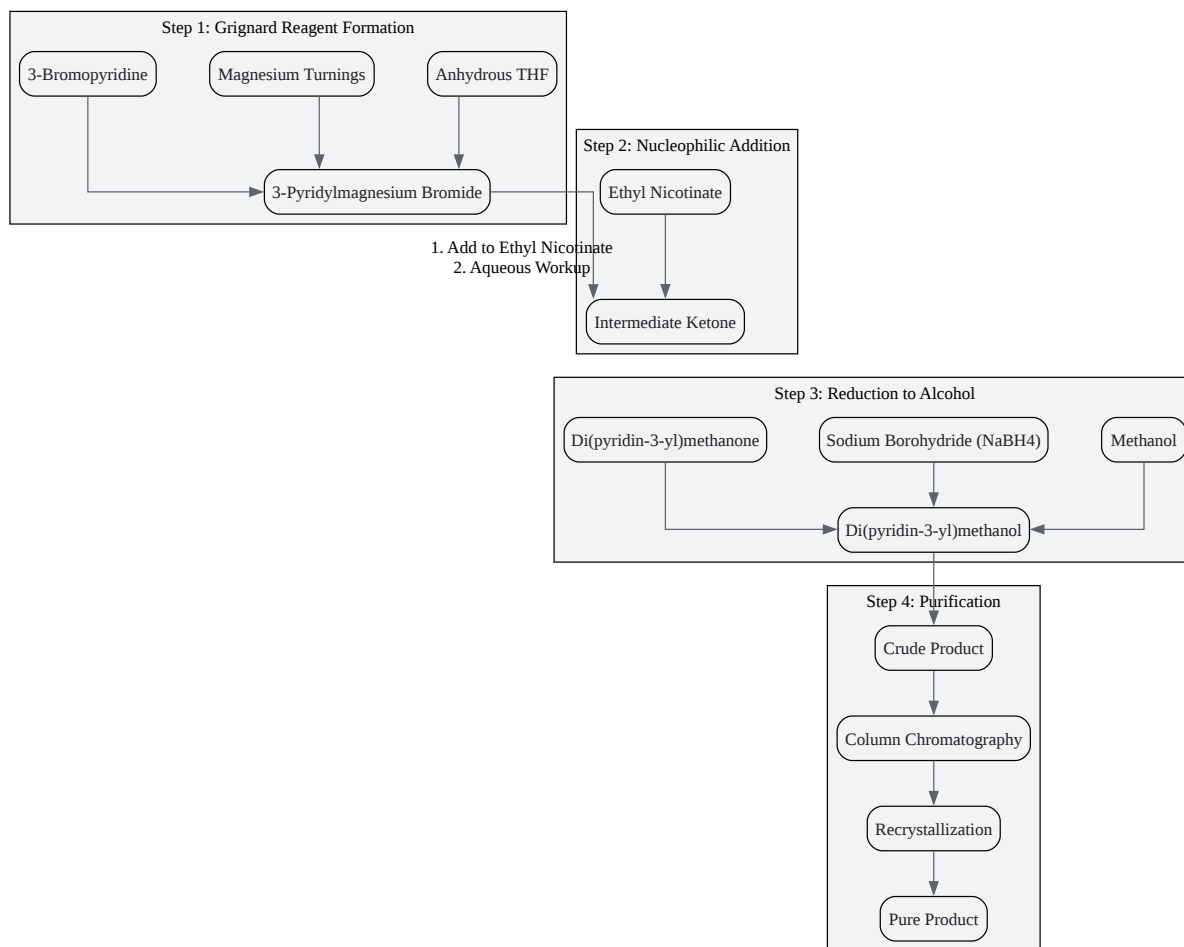 Step 1: Grignard Reagent Formation
3-Bromopyridine
Magnesium Turnings
Anhydrous THF
3-Pyridylmagnesium Bromide
Step 2: Nucleophilic Addition
Ethyl Nicotinate
1. Add to Ethyl Nicotinate
2. Aqueous Workup
Intermediate Ketone
Step 3: Reduction to Alcohol
Di(pyridin-3-yl)methanone
Sodium Borohydride (NaBH4)
Methanol
Di(pyridin-3-yl)methanol
Step 4: Purification
Crude Product
Column Chromatography
Recrystallization
Pure Product